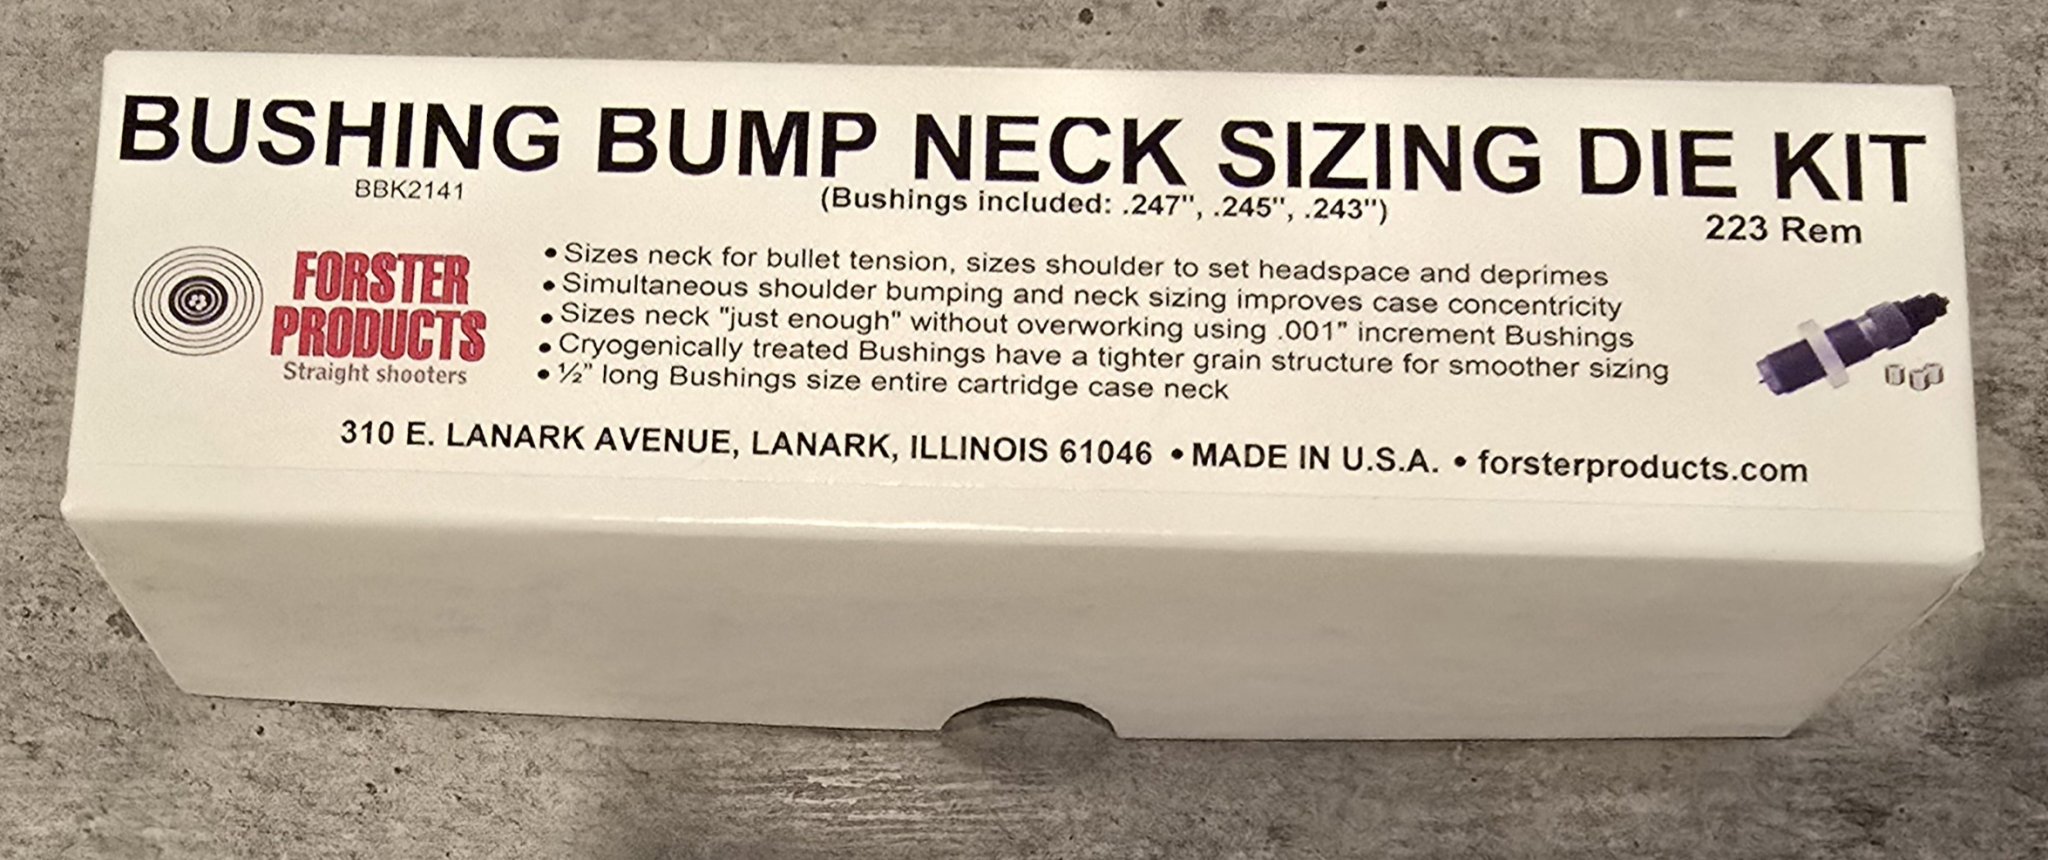 BUSHING BUMP NECK SIZING DIE KIT
BBK2141
(Bushings included: .247", .245", .243")
223 Rem
FORSTER
PRODUCTS
Straight shooters
• Sizes neck for bullet tension, sizes shoulder to set headspace and deprimes
• Simultaneous shoulder bumping and neck sizing improves case concentricity
• Sizes neck "just enough" without overworking using .001" increment Bushings
• Cryogenically treated Bushings have a tighter grain structure for smoother sizing
• ½" long Bushings size entire cartridge case neck
310 E. LANARK AVENUE, LANARK, ILLINOIS 61046 • MADE IN U.S.A. • forsterproducts.com